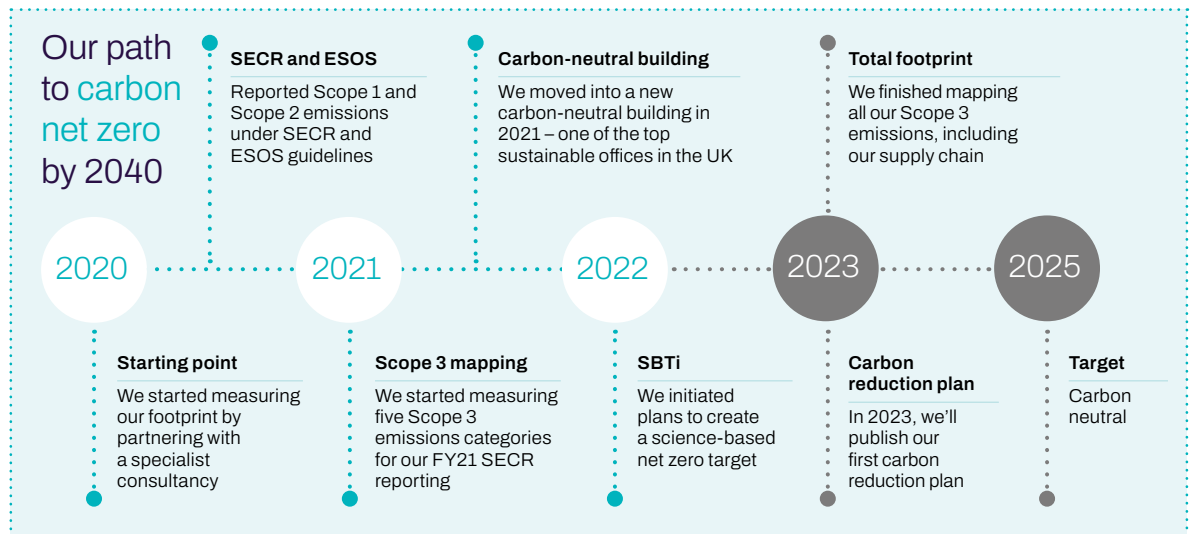 Our path
to carbon
net zero
by 2040
SECR and ESOS
Reported Scope 1 and
Scope 2 emissions
under SECR and
ESOS guidelines
Carbon-neutral building
We moved into a new
carbon-neutral building in
2021 – one of the top
sustainable offices in the UK
Total footprint
We finished mapping
all our Scope 3
emissions, including
our supply chain
2020
2021
2022
2023
2025
Starting point
We started measuring
our footprint by
partnering with
a specialist
consultancy
Scope 3 mapping
We started measuring
five Scope 3
emissions categories
for our FY21 SECR
reporting
SBTi
We initiated
plans to create
a science-based
net zero target
Carbon
reduction plan
In 2023, we’ll
publish our
first carbon
reduction plan
Target
Carbon
neutral